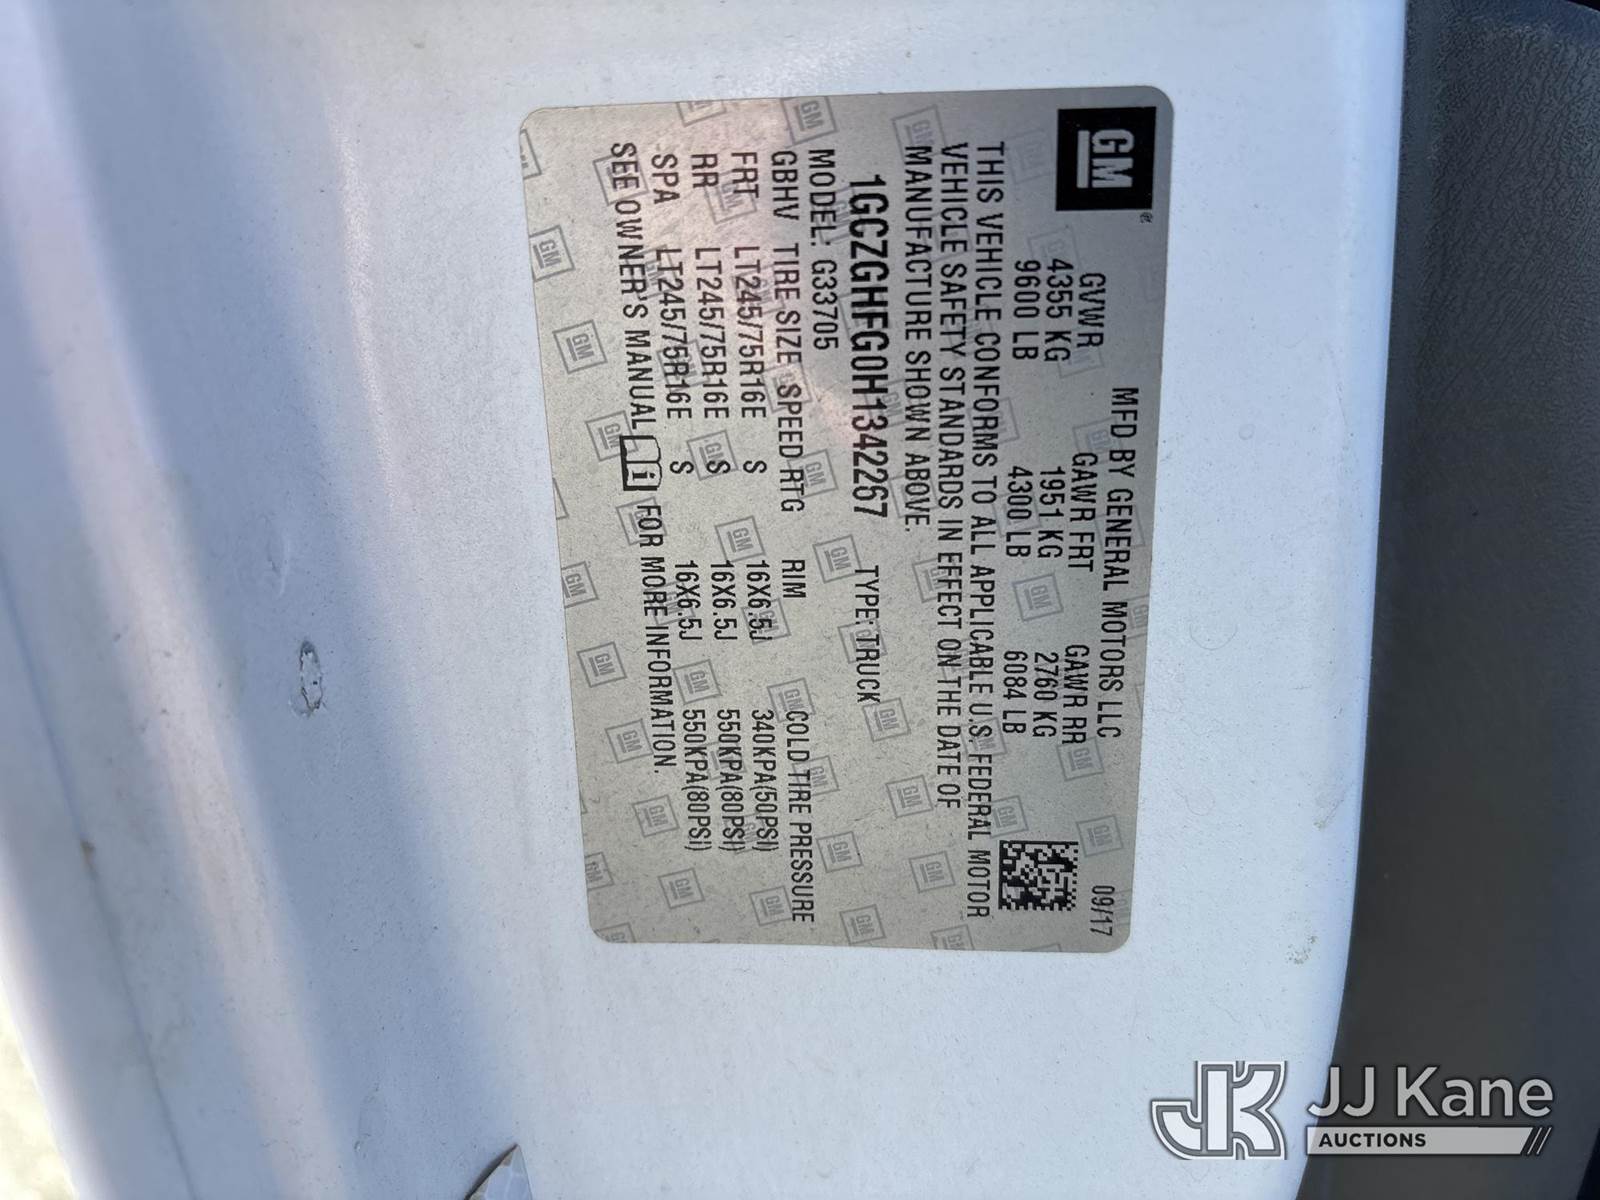 GM®
MFD BY GENERAL MOTORS LLC 09/17
GVWR GAWR FRT GAWR RR
4355 KG 1951 KG 2760 KG
9600 LB 4300 LB 6084 LB
THIS VEHICLE CONFORMS TO ALL APPLICABLE U.S. FEDERAL MOTOR
VEHICLE SAFETY STANDARDS IN EFFECT ON THE DATE OF
MANUFACTURE SHOWN ABOVE.
1GCZGHFG0H1342267 TYPE: TRUCK
MODEL: G33705
GBHV TIRE SIZE SPEED RTG RIM COLD TIRE PRESSURE
FRT LT245/75R16E S 16X6.5J 340KPA(50PSI)
RR LT245/75R16E S 16X6.5J 550KPA(80PSI)
SPA LT245/75R16E S 16X6.5J 550KPA(80PSI)
SEE OWNER'S MANUAL i FOR MORE INFORMATION.
JK JJ Kane
AUCTIONS